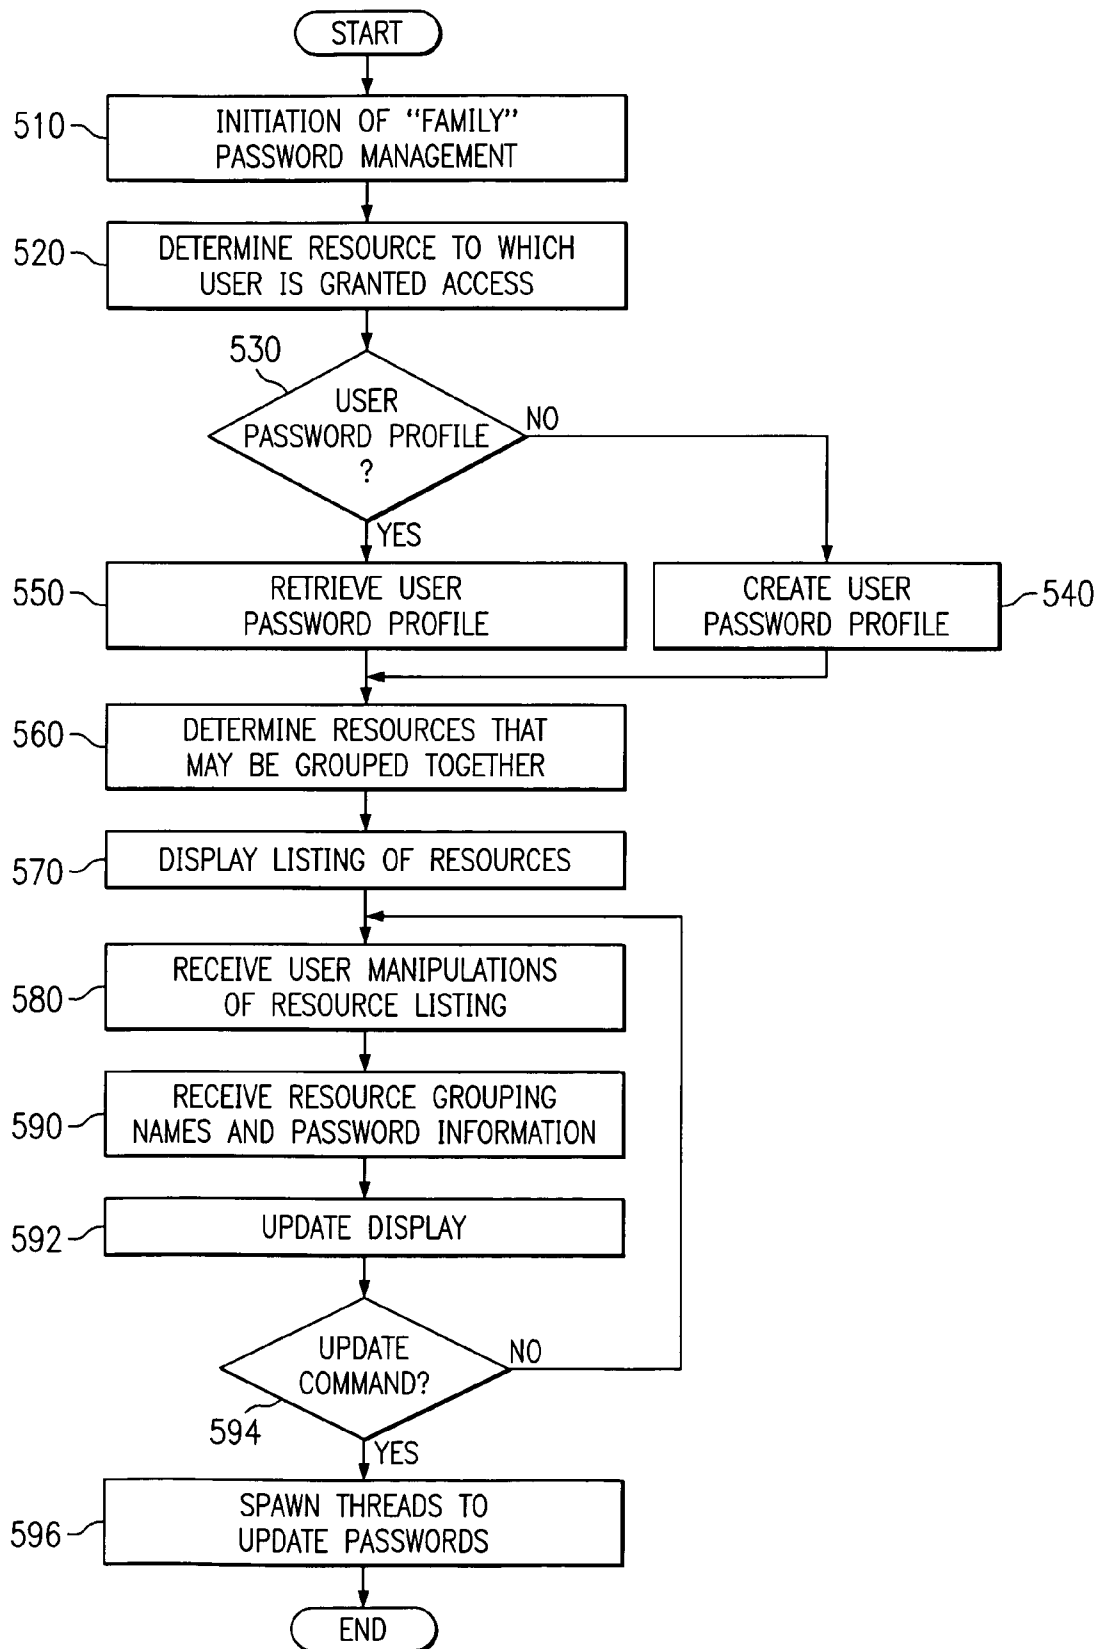 START
510
INITIATION OF “FAMILY”
PASSWORD MANAGEMENT
520
DETERMINE RESOURCE TO WHICH
USER IS GRANTED ACCESS
530
USER
PASSWORD PROFILE
?
NO
YES
550
RETRIEVE USER
PASSWORD PROFILE
CREATE USER
PASSWORD PROFILE
540
560
DETERMINE RESOURCES THAT
MAY BE GROUPED TOGETHER
570
DISPLAY LISTING OF RESOURCES
580
RECEIVE USER MANIPULATIONS
OF RESOURCE LISTING
590
RECEIVE RESOURCE GROUPING
NAMES AND PASSWORD INFORMATION
592
UPDATE DISPLAY
UPDATE
COMMAND?
NO
594
YES
596
SPAWN THREADS TO
UPDATE PASSWORDS
END